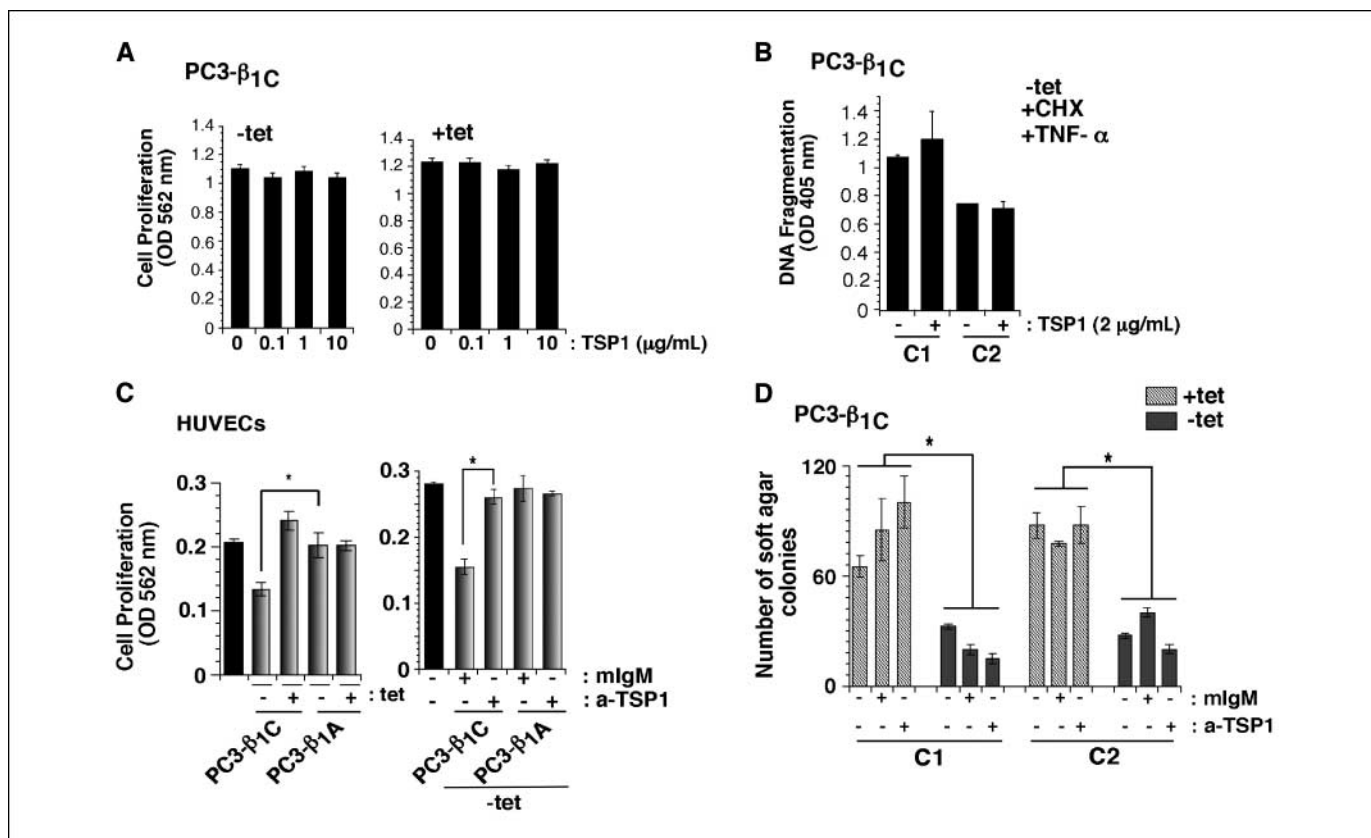 A
PC3-β1C
-tet
+tet
Cell Proliferation
(OD 562 nm)
1.4
1.2
1
0.8
0.6
0.4
0.2
0
0 0.1 1 10
1.4
1.2
1
0.8
0.6
0.4
0.2
0
0 0.1 1 10 : TSP1 (μg/mL)
B
PC3-β1C
-tet
+CHX
+TNF- α
DNA Fragmentation
(OD 405 nm)
1.4
1.2
1
0.8
0.6
0.4
0.2
0
- + - + : TSP1 (2 μg/mL)
C1 C2
C
HUVECs
Cell Proliferation
(OD 562 nm)
0.3
0.2
0.1
0
*
- + - + : tet
PC3-β1C PC3-β1A
0.3
0.2
0.1
0
*
- + - + - : mIgM
- - + - + : a-TSP1
PC3-β1C PC3-β1A
-tet
D
PC3-β1C
+tet
-tet
Number of soft agar
colonies
120
60
0
* *
- + - - + - - + - - + - : mIgM
- - + - - + - - + - - + : a-TSP1
C1 C2